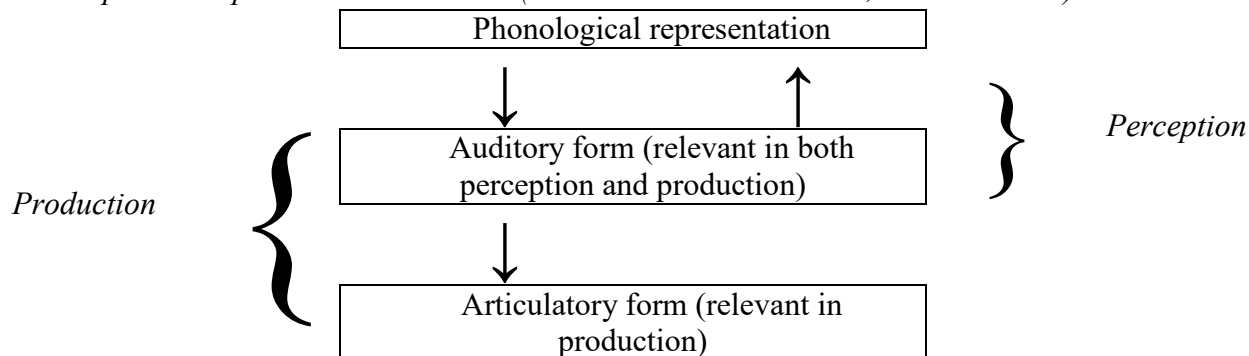 Phonological representation
Perception
Auditory form (relevant in both
perception and production)
Production
Articulatory form (relevant in
production)